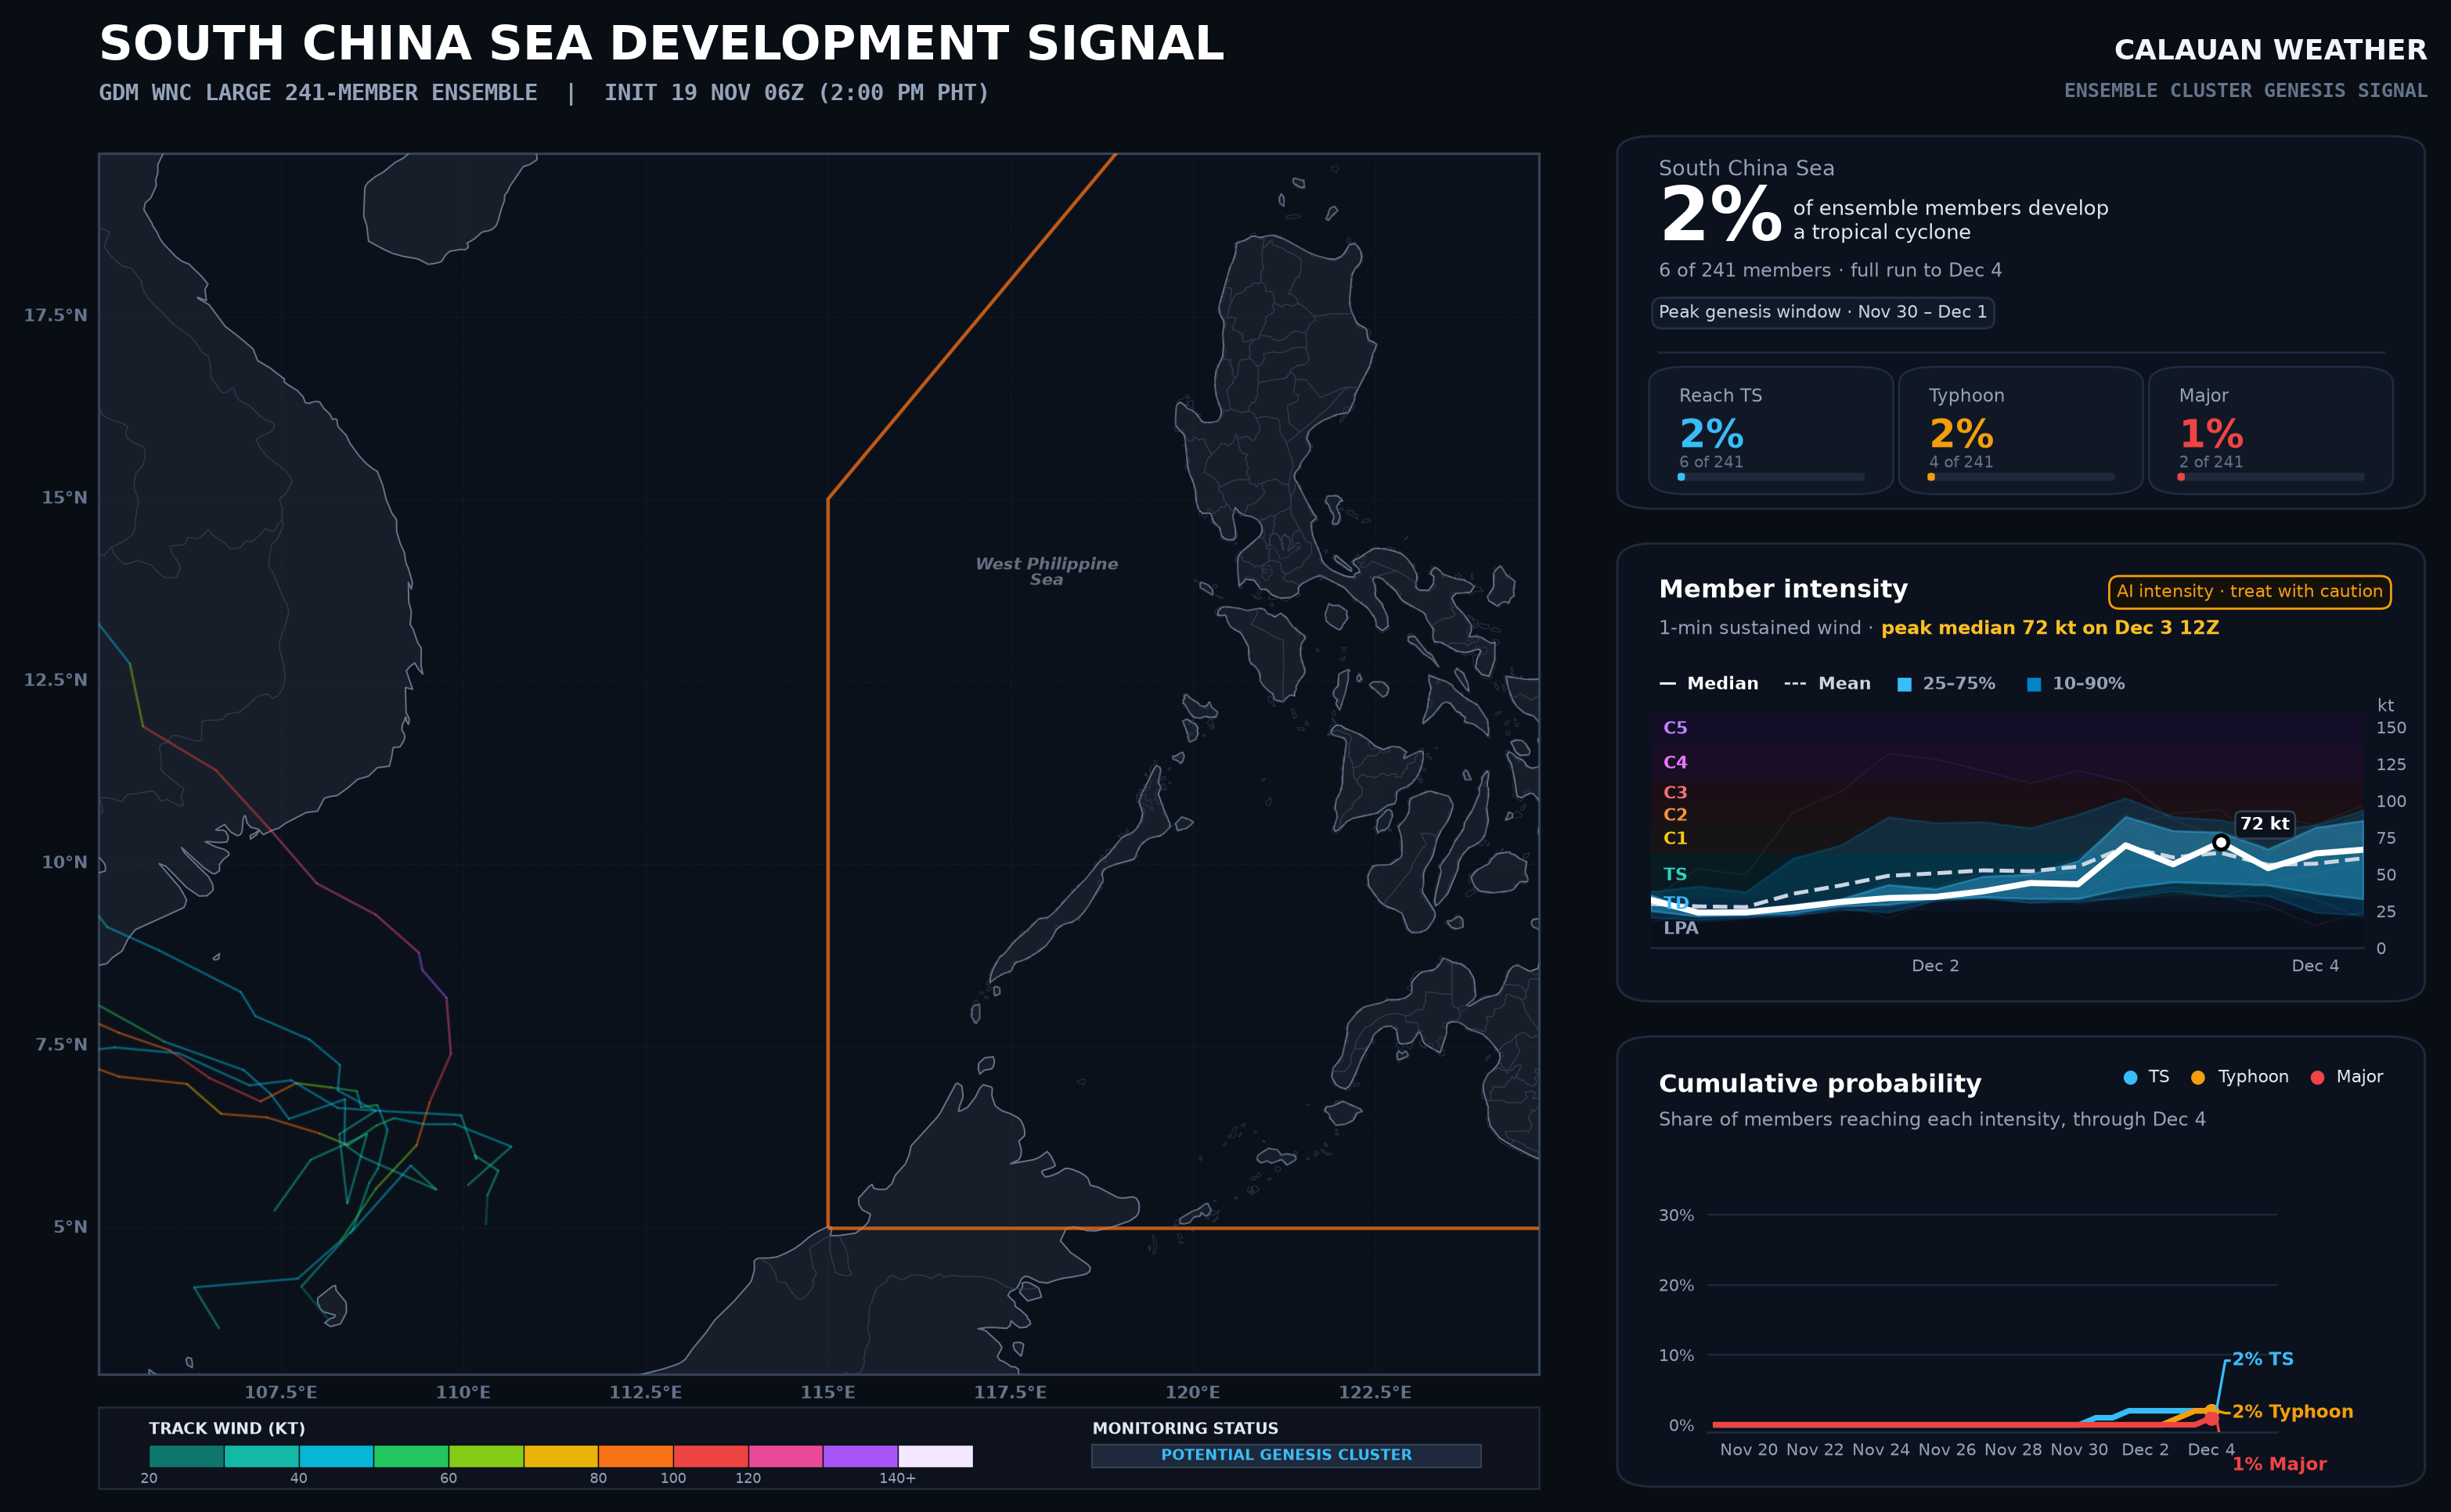 SOUTH CHINA SEA DEVELOPMENT SIGNAL
GDM WNC LARGE 241-MEMBER ENSEMBLE | INIT 19 NOV 06Z (2:00 PM PHT)
CALAUAN WEATHER
ENSEMBLE CLUSTER GENESIS SIGNAL
17.5°N
15°N
12.5°N
10°N
7.5°N
5°N
West Philippine
Sea
107.5°E 110°E 112.5°E 115°E 117.5°E 120°E 122.5°E
TRACK WIND (KT)
20 40 60 80 100 120 140+
MONITORING STATUS
POTENTIAL GENESIS CLUSTER
South China Sea
2% of ensemble members develop
a tropical cyclone
6 of 241 members · full run to Dec 4
Peak genesis window · Nov 30 – Dec 1
Reach TS
2%
6 of 241
Typhoon
2%
4 of 241
Major
1%
2 of 241
Member intensity
AI intensity · treat with caution
1-min sustained wind · peak median 72 kt on Dec 3 12Z
Median Mean 25–75% 10–90%
kt
C5 150
C4 125
C3 100
C2
C1 75
72 kt
TS 50
TD 25
LPA
0
Dec 2 Dec 4
Cumulative probability
TS Typhoon Major
Share of members reaching each intensity, through Dec 4
30%
20%
10%
0%
2% TS
2% Typhoon
1% Major
Nov 20 Nov 22 Nov 24 Nov 26 Nov 28 Nov 30 Dec 2 Dec 4